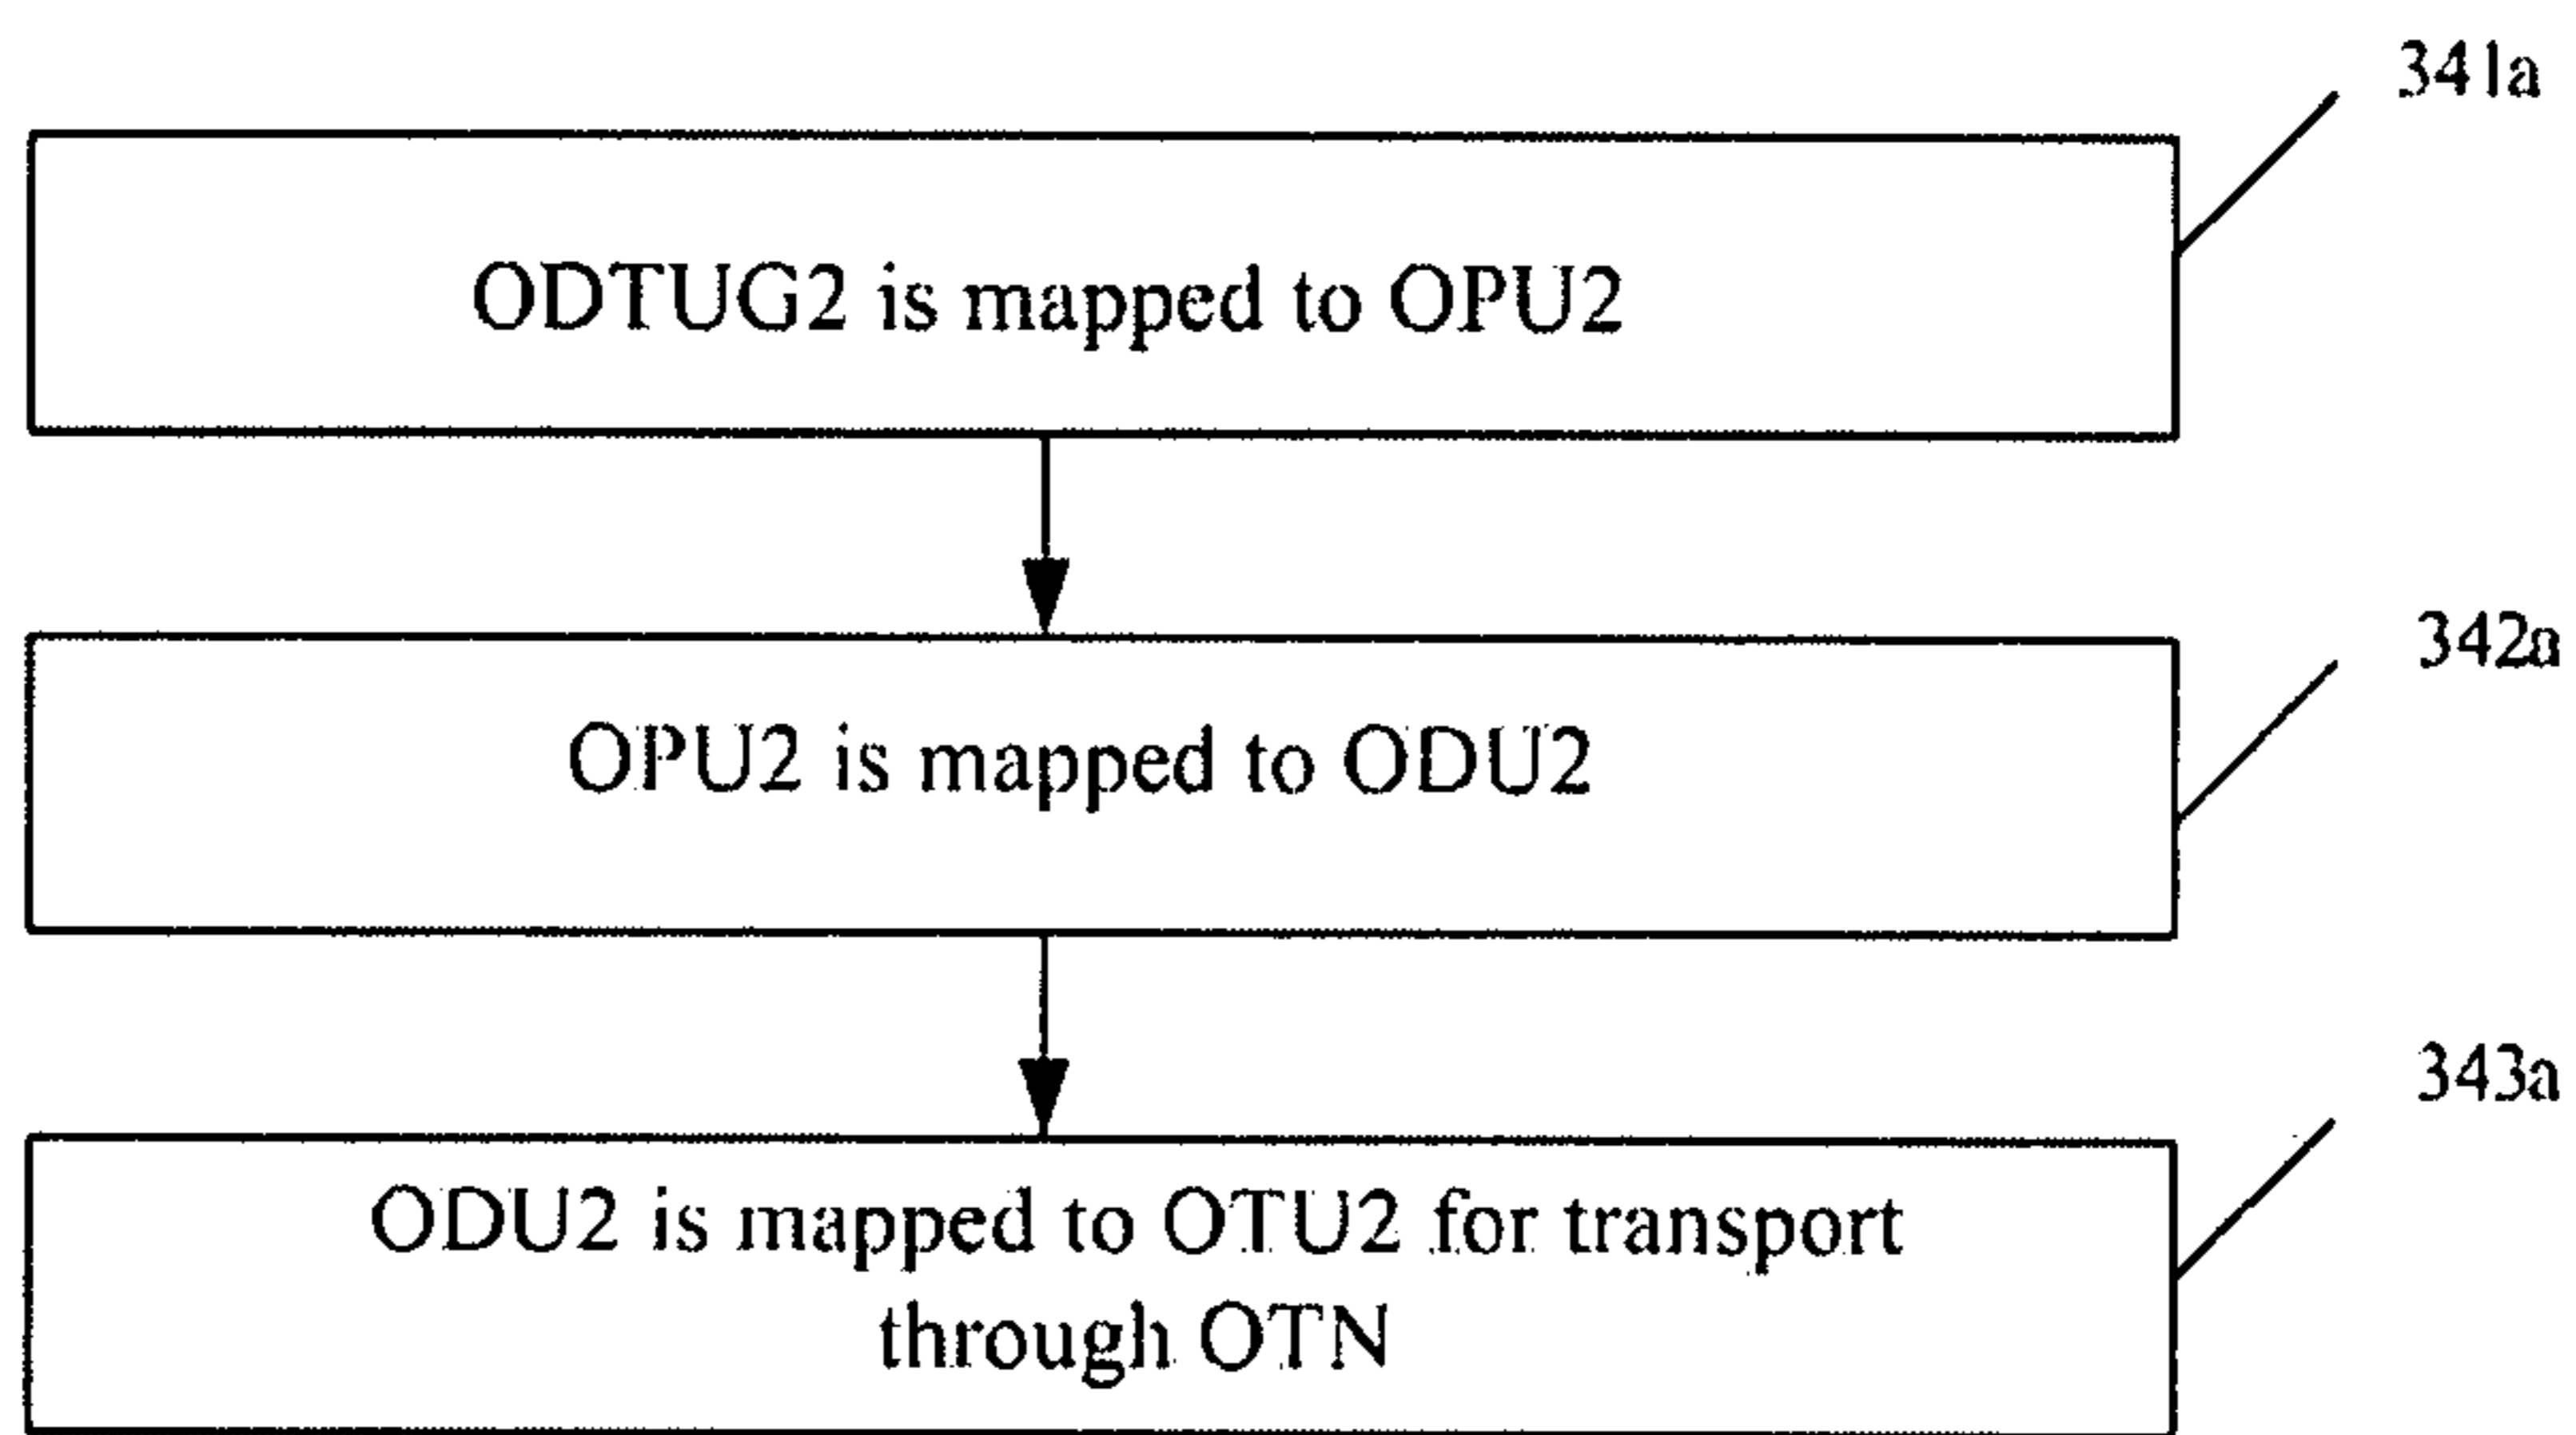 341a
ODTUG2 is mapped to OPU2
342a
OPU2 is mapped to ODU2
343a
ODU2 is mapped to OTU2 for transport
through OTN